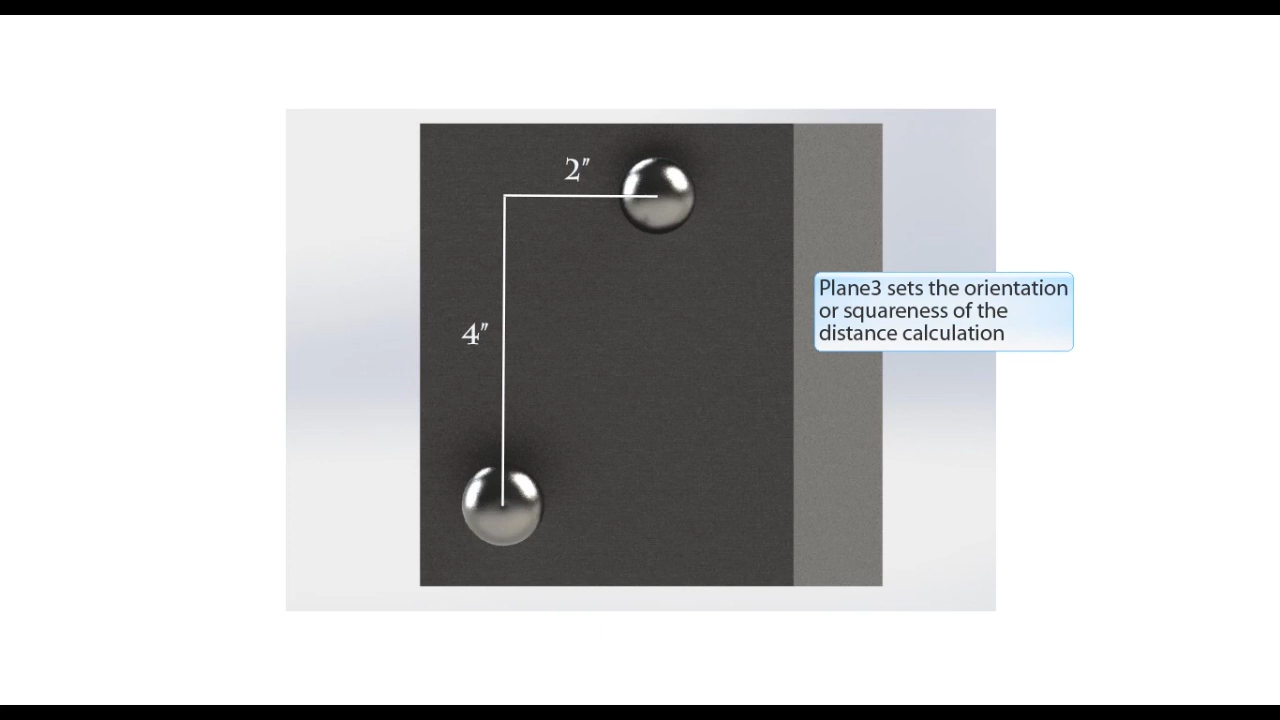 2″
4″
Plane3 sets the orientation
or squareness of the
distance calculation